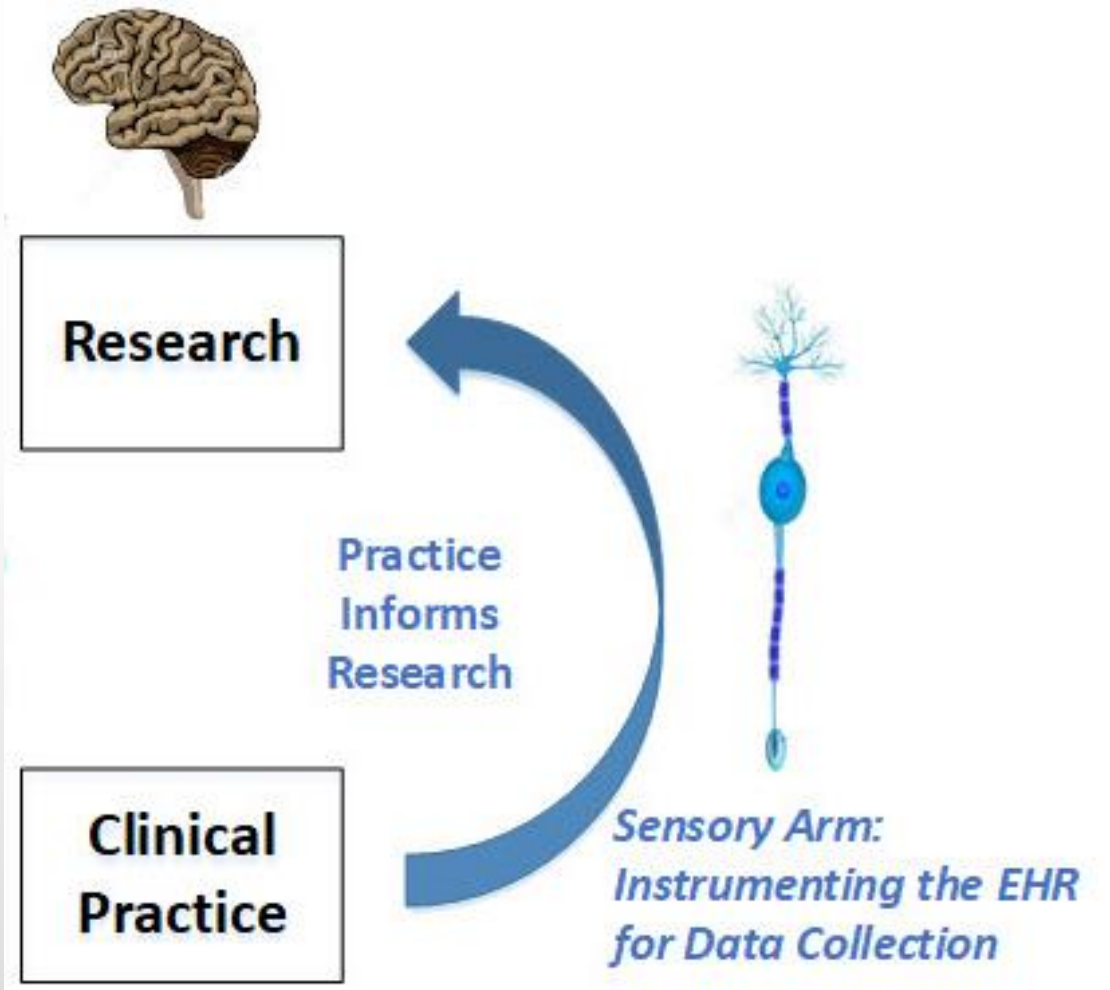 Research
Practice
Informs
Research
Clinical
Practice
Sensory Arm:
Instrumenting the EHR
for Data Collection